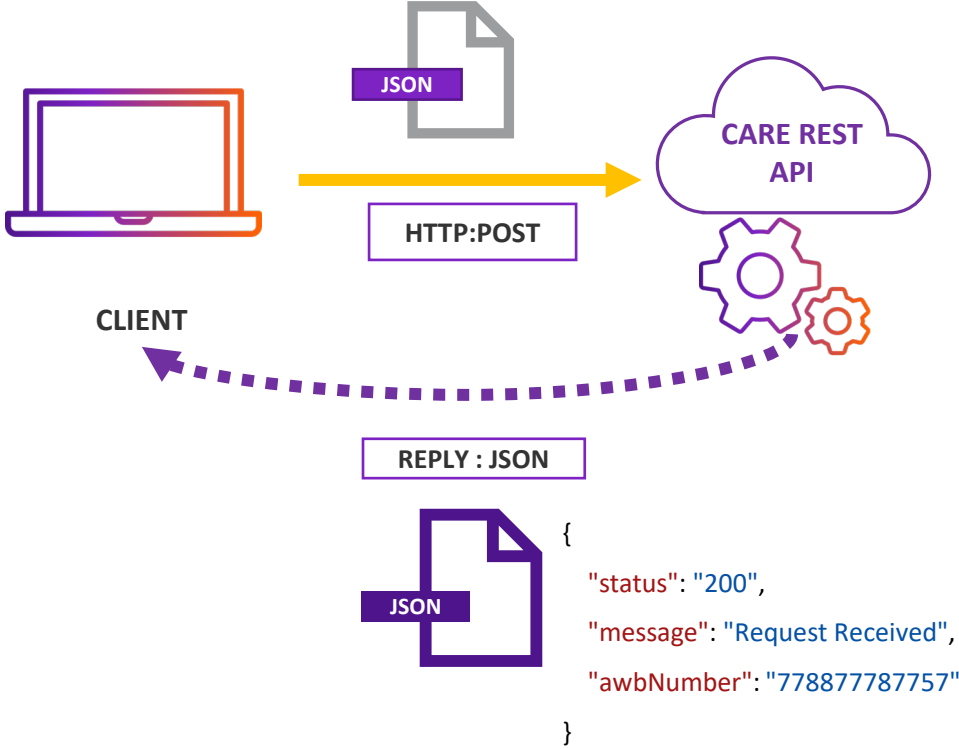 JSON
CARE REST
API
HTTP:POST
CLIENT
REPLY : JSON
JSON
{
"status": "200",
"message": "Request Received",
"awbNumber": "778877787757"
}